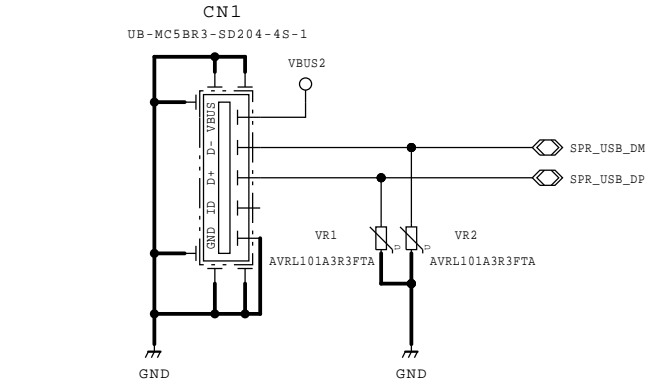 CN1
UB-MC5BR3-SD204-4S-1
VBUS2
VBUS
D-
D+
ID
GND
SPR_USB_DM
SPR_USB_DP
VR1
VR2
AVRL101A3R3FTA
AVRL101A3R3FTA
GND
GND